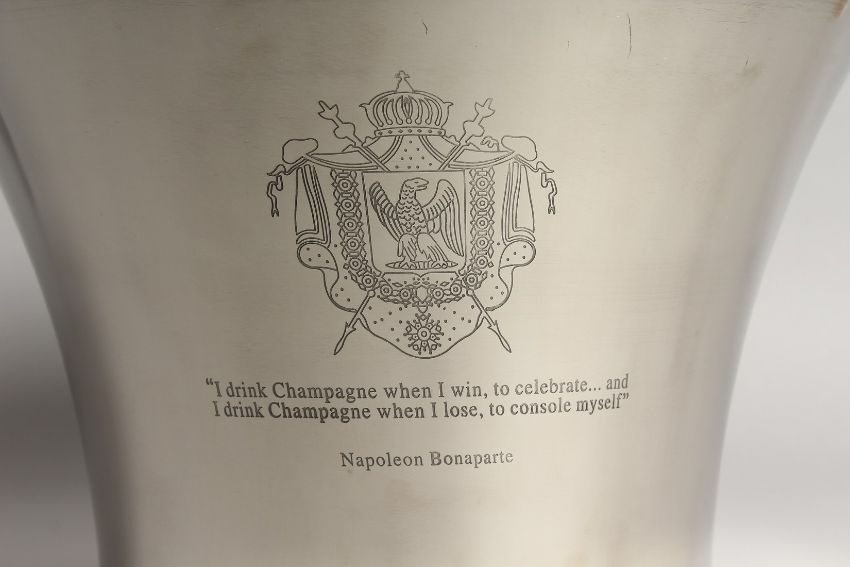 “I drink Champagne when I win, to celebrate... and
I drink Champagne when I lose, to console myself”
Napoleon Bonaparte